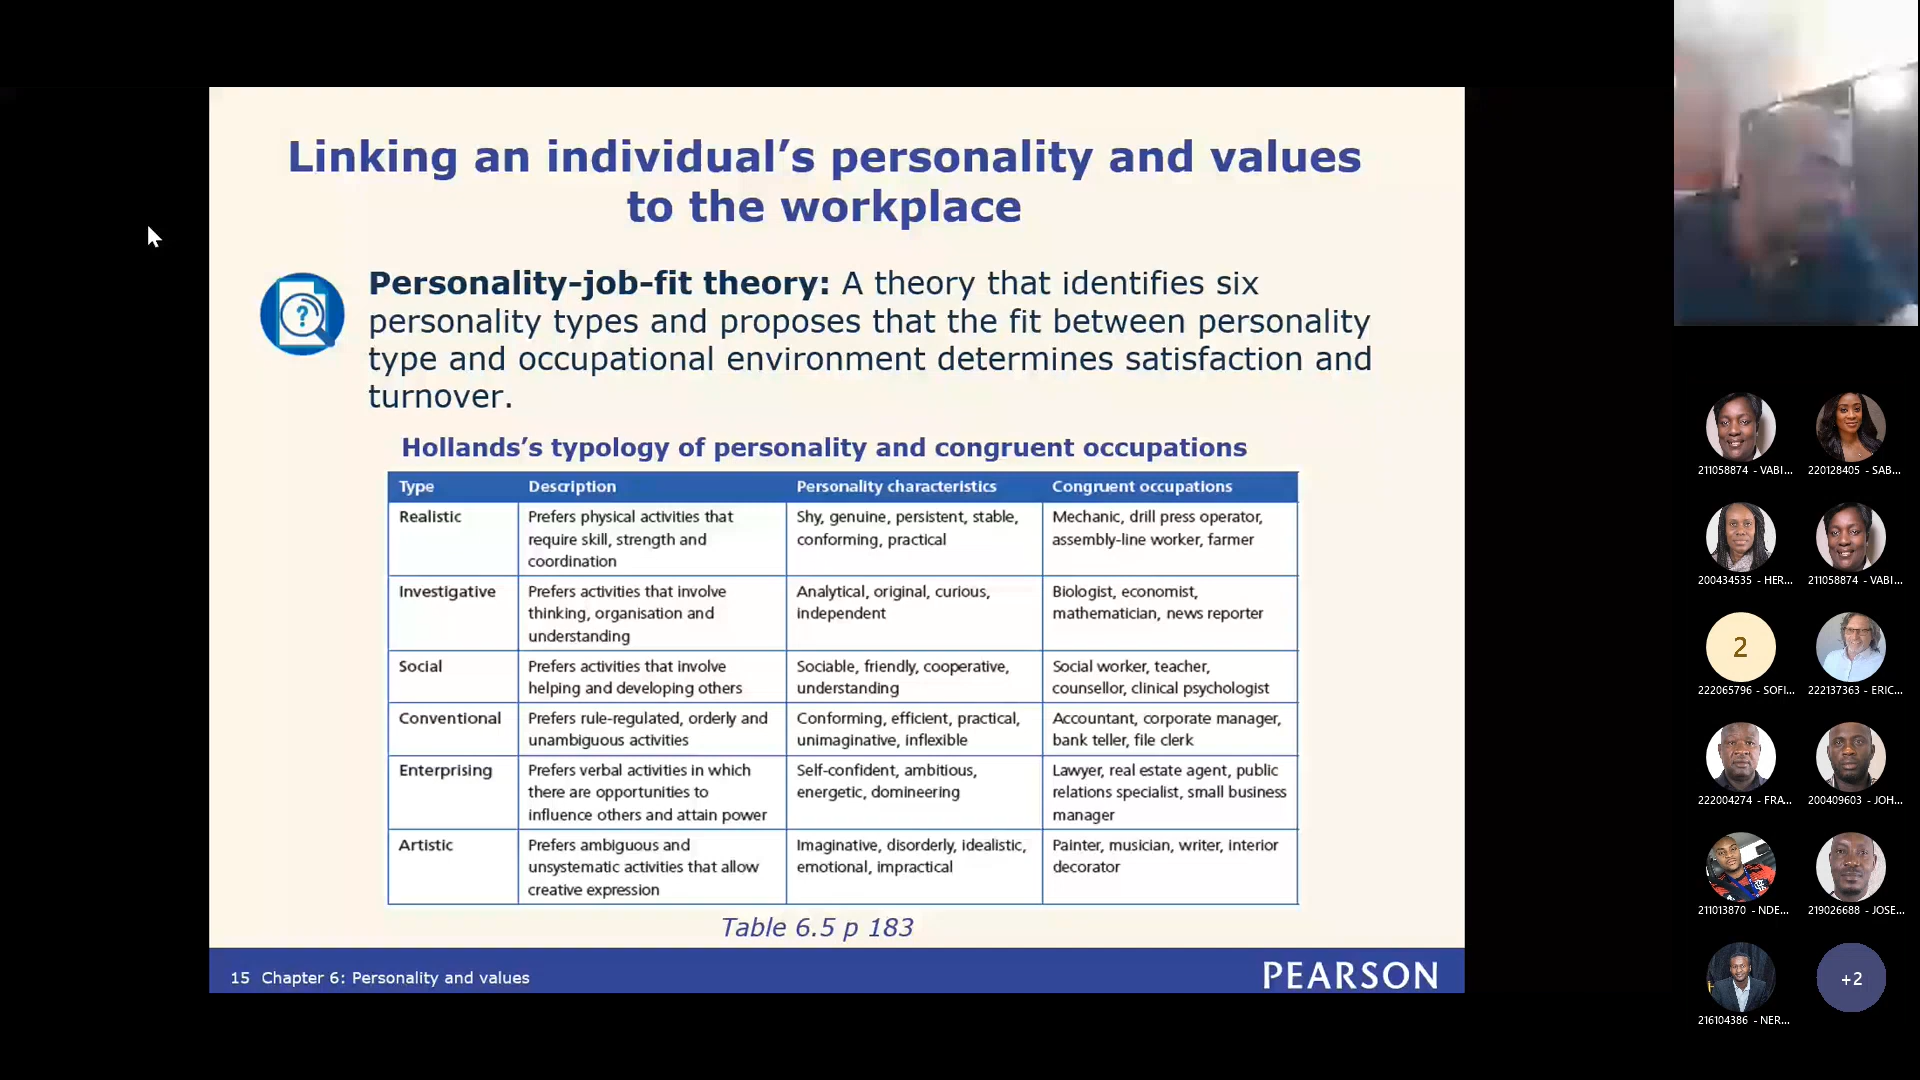 Linking an individual’s personality and values
to the workplace
Personality-job-fit theory: A theory that identifies six
personality types and proposes that the fit between personality
type and occupational environment determines satisfaction and
turnover.
Hollands’s typology of personality and congruent occupations
Type Description Personality characteristics Congruent occupations
Realistic Prefers physical activities that Shy, genuine, persistent, stable, Mechanic, drill press operator,
require skill, strength and conforming, practical assembly-line worker, farmer
coordination
Investigative Prefers activities that involve Analytical, original, curious, Biologist, economist,
thinking, organisation and independent mathematician, news reporter
understanding
Social Prefers activities that involve Sociable, friendly, cooperative, Social worker, teacher,
helping and developing others understanding counsellor, clinical psychologist
Conventional Prefers rule-regulated, orderly and Conforming, efficient, practical, Accountant, corporate manager,
unambiguous activities unimaginative, inflexible bank teller, file clerk
Enterprising Prefers verbal activities in which Self-confident, ambitious, Lawyer, real estate agent, public
there are opportunities to energetic, domineering relations specialist, small business
influence others and attain power manager
Artistic Prefers ambiguous and Imaginative, disorderly, idealistic, Painter, musician, writer, interior
unsystematic activities that allow emotional, impractical decorator
creative expression
Table 6.5 p 183
15 Chapter 6: Personality and values PEARSON
211058874 - VABI... 220128405 - SAB...
200434535 - HER... 211058874 - VABI...
2
222065796 - SOFI... 222137363 - ERIC...
222004274 - FRA... 200409603 - JOH...
211013870 - NDE... 219026688 - JOSE...
+2
216104386 - NER...